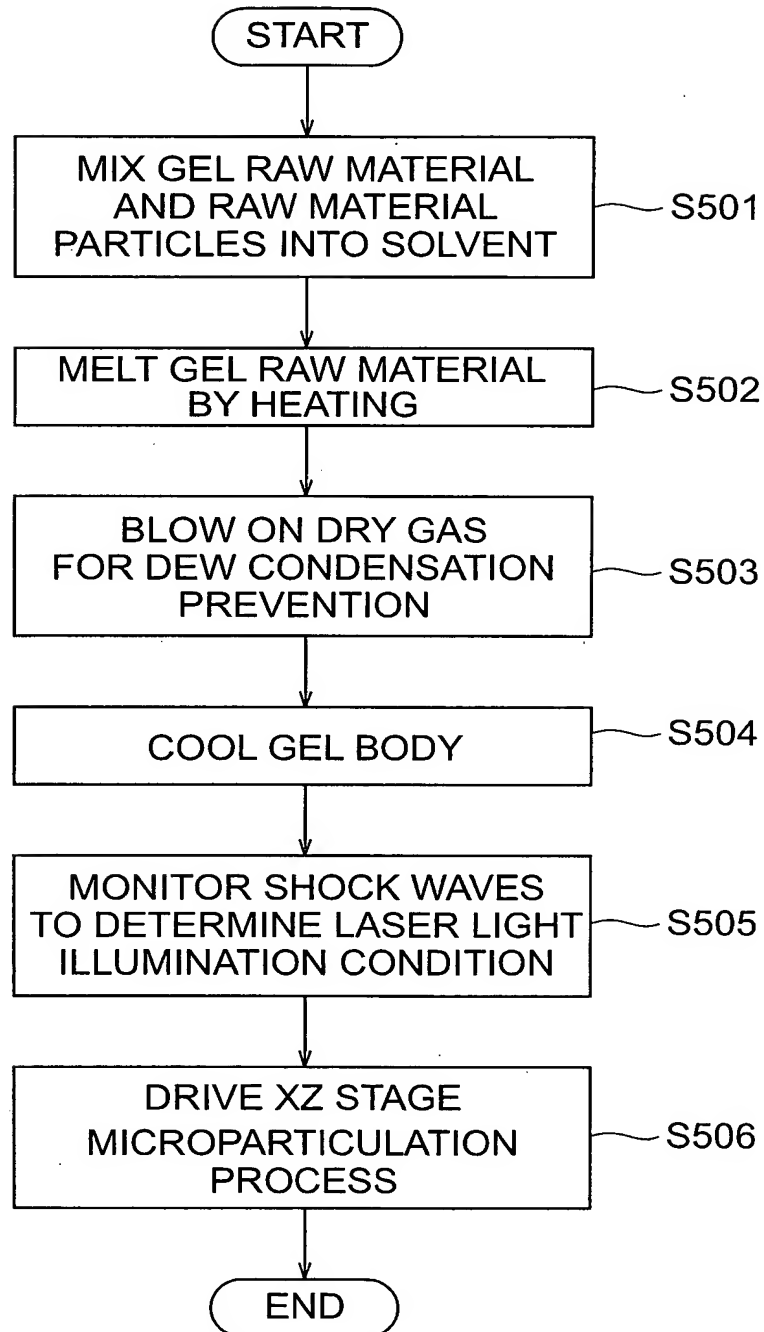 START
MIX GEL RAW MATERIAL
AND RAW MATERIAL
PARTICLES INTO SOLVENT
S501
MELT GEL RAW MATERIAL
BY HEATING
S502
BLOW ON DRY GAS
FOR DEW CONDENSATION
PREVENTION
S503
COOL GEL BODY
S504
MONITOR SHOCK WAVES
TO DETERMINE LASER LIGHT
ILLUMINATION CONDITION
S505
DRIVE XZ STAGE
MICROPARTICULATION
PROCESS
S506
END